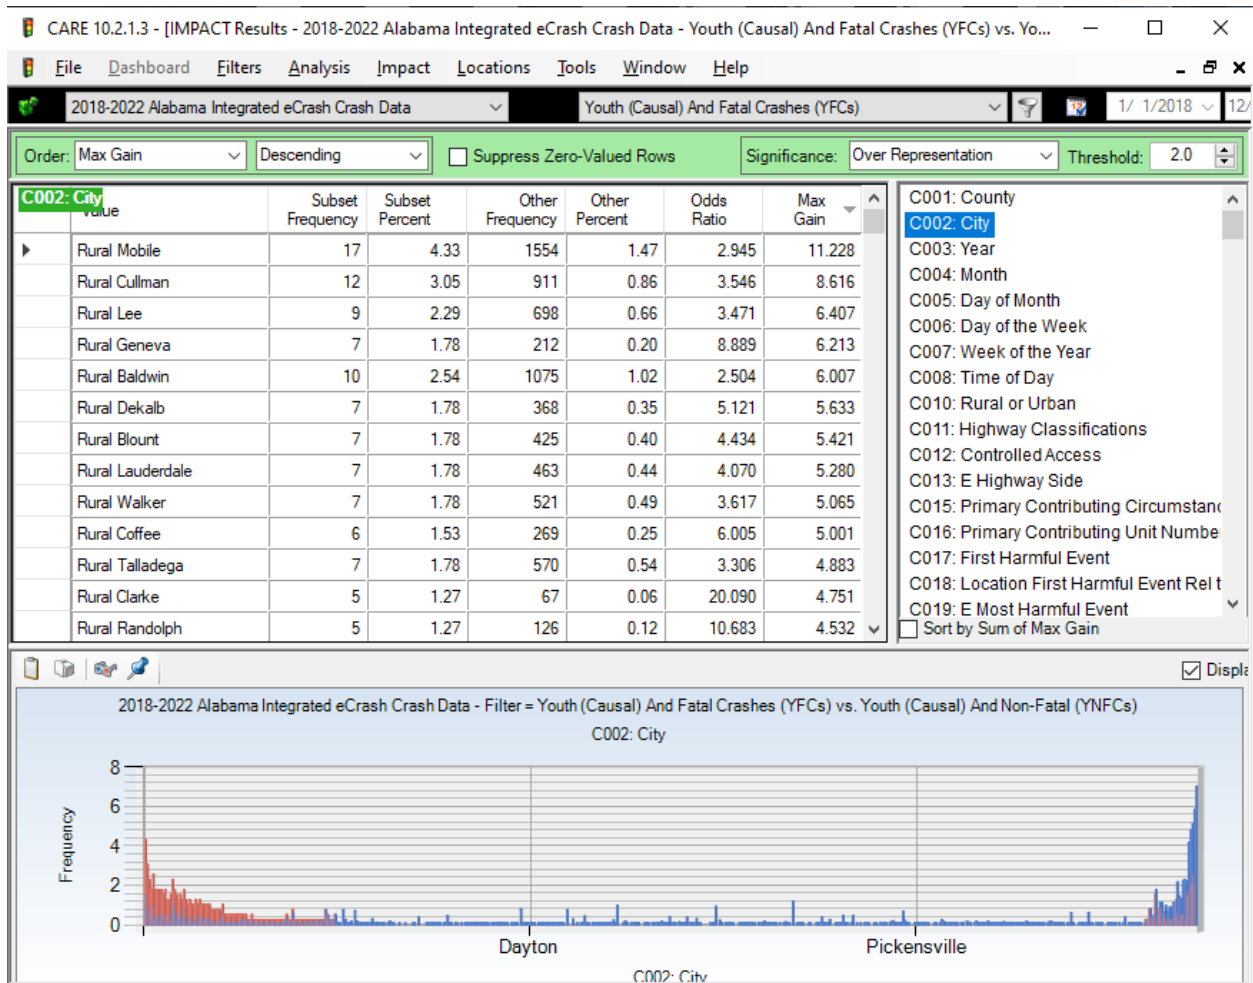 CARE 10.2.1.3 - [IMPACT Results - 2018-2022 Alabama Integrated eCrash Crash Data - Youth (Causal) And Fatal Crashes (YFCs) vs. Yo...
File Dashboard Filters Analysis Impact Locations Tools Window Help
2018-2022 Alabama Integrated eCrash Crash Data Youth (Causal) And Fatal Crashes (YFCs) 1/ 1/2018 12/
Order: Max Gain Descending Suppress Zero-Valued Rows Significance: Over Representation Threshold: 2.0
C002: City
Value Subset Frequency Subset Percent Other Frequency Other Percent Odds Ratio Max Gain
Rural Mobile 17 4.33 1554 1.47 2.945 11.228
Rural Cullman 12 3.05 911 0.86 3.546 8.616
Rural Lee 9 2.29 698 0.66 3.471 6.407
Rural Geneva 7 1.78 212 0.20 8.889 6.213
Rural Baldwin 10 2.54 1075 1.02 2.504 6.007
Rural Dekalb 7 1.78 368 0.35 5.121 5.633
Rural Blount 7 1.78 425 0.40 4.434 5.421
Rural Lauderdale 7 1.78 463 0.44 4.070 5.280
Rural Walker 7 1.78 521 0.49 3.617 5.065
Rural Coffee 6 1.53 269 0.25 6.005 5.001
Rural Talladega 7 1.78 570 0.54 3.306 4.883
Rural Clarke 5 1.27 67 0.06 20.090 4.751
Rural Randolph 5 1.27 126 0.12 10.683 4.532
C001: County
C002: City
C003: Year
C004: Month
C005: Day of Month
C006: Day of the Week
C007: Week of the Year
C008: Time of Day
C010: Rural or Urban
C011: Highway Classifications
C012: Controlled Access
C013: E Highway Side
C015: Primary Contributing Circumstanc
C016: Primary Contributing Unit Numbe
C017: First Harmful Event
C018: Location First Harmful Event Rel t
C019: E Most Harmful Event
Sort by Sum of Max Gain
Displa
2018-2022 Alabama Integrated eCrash Crash Data - Filter = Youth (Causal) And Fatal Crashes (YFCs) vs. Youth (Causal) And Non-Fatal (YNFCs)
C002: City
Frequency
8
6
4
2
0
Dayton Pickensville
C002: City